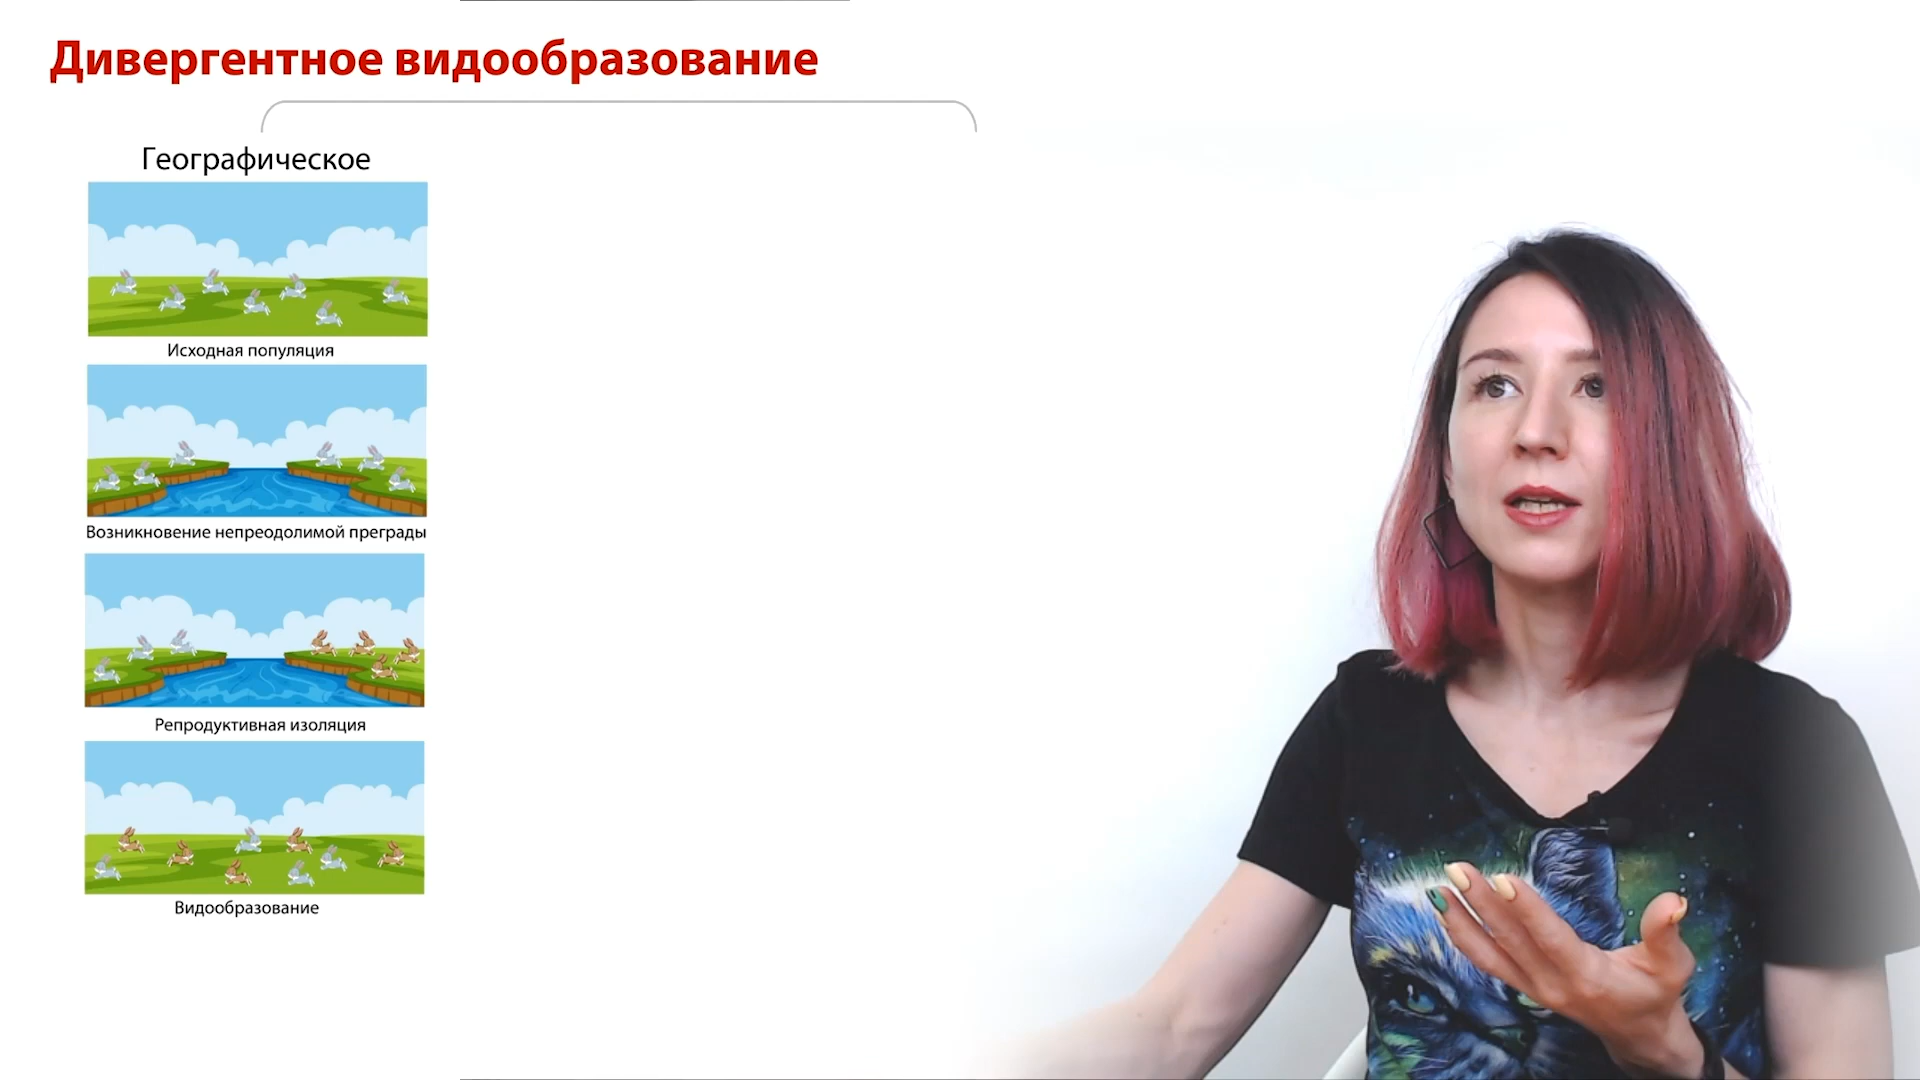 Дивергентное видообразование
Географическое
Исходная популяция
Возникновение непреодолимой преграды
Репродуктивная изоляция
Видообразование